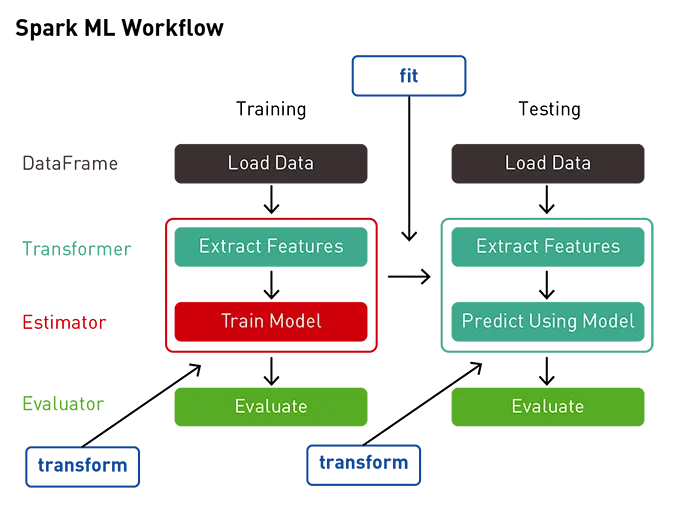 Spark ML Workflow
fit
Training
Testing
DataFrame
Load Data
Load Data
Transformer
Extract Features
Extract Features
Estimator
Train Model
Predict Using Model
Evaluator
Evaluate
Evaluate
transform
transform